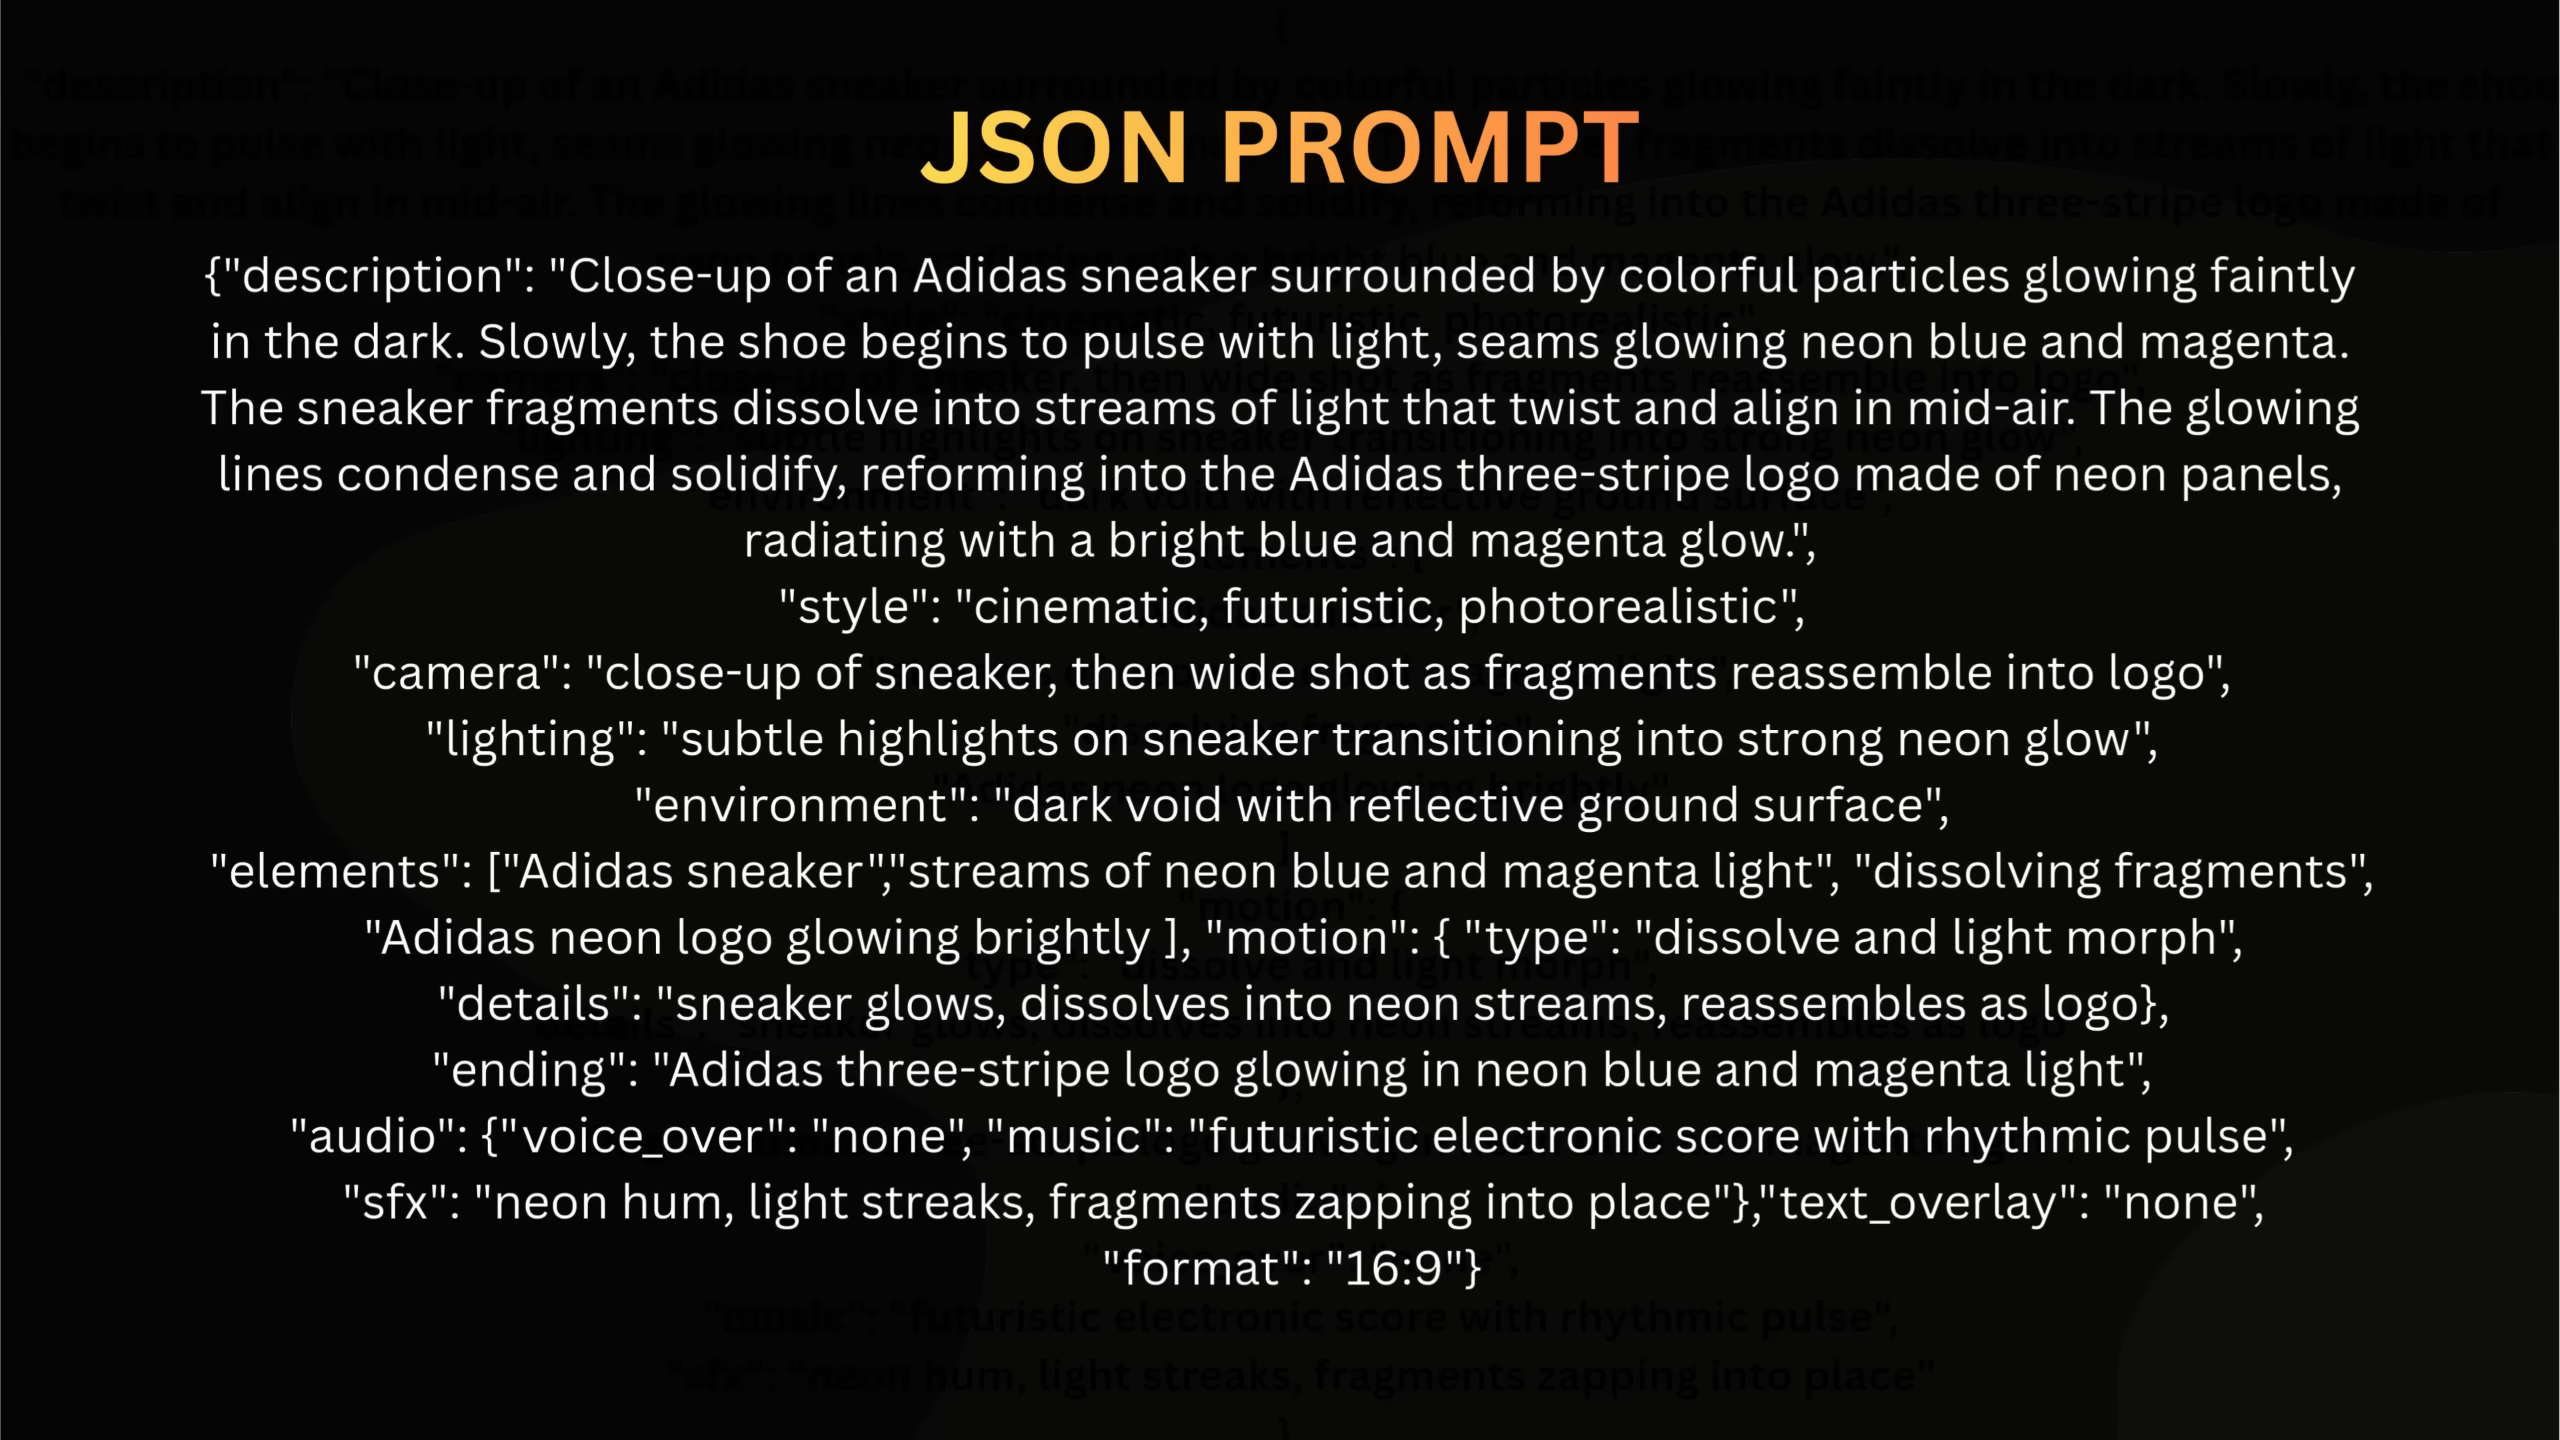 JSON PROMPT
{"description": "Close-up of an Adidas sneaker surrounded by colorful particles glowing faintly
in the dark. Slowly, the shoe begins to pulse with light, seams glowing neon blue and magenta.
The sneaker fragments dissolve into streams of light that twist and align in mid-air. The glowing
lines condense and solidify, reforming into the Adidas three-stripe logo made of neon panels,
radiating with a bright blue and magenta glow.",
"style": "cinematic, futuristic, photorealistic",
"camera": "close-up of sneaker, then wide shot as fragments reassemble into logo",
"lighting": "subtle highlights on sneaker transitioning into strong neon glow",
"environment": "dark void with reflective ground surface",
"elements": ["Adidas sneaker","streams of neon blue and magenta light", "dissolving fragments",
"Adidas neon logo glowing brightly ], "motion": { "type": "dissolve and light morph",
"details": "sneaker glows, dissolves into neon streams, reassembles as logo},
"ending": "Adidas three-stripe logo glowing in neon blue and magenta light",
"audio": {"voice_over": "none","music": "futuristic electronic score with rhythmic pulse",
"sfx": "neon hum, light streaks, fragments zapping into place"},"text_overlay": "none",
"format": "16:9"}